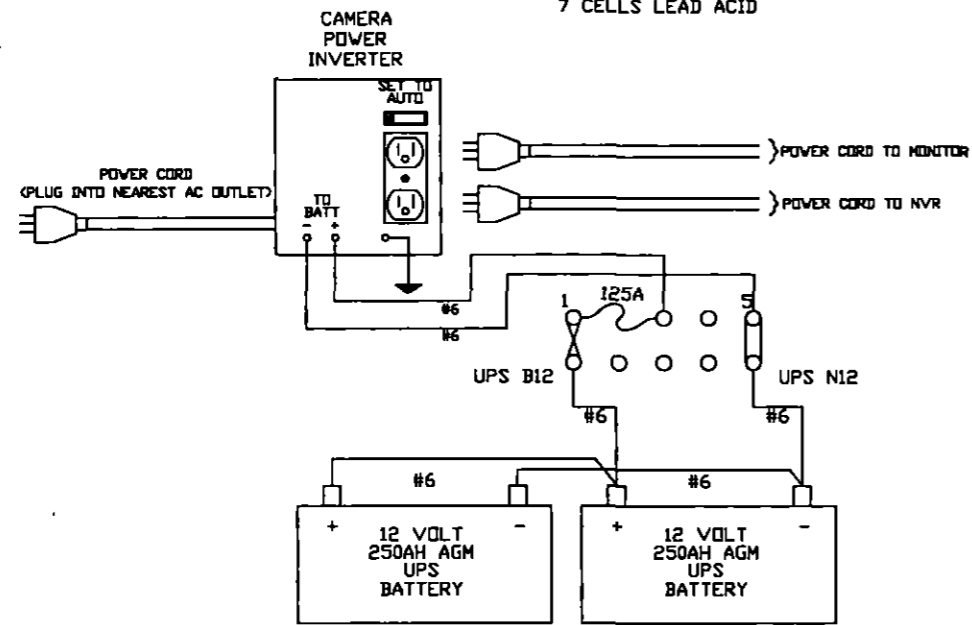 7 CELLS LEAD ACID
CAMERA
POWER
INVERTER
SET TO
AUTO
POWER CORD
(PLUG INTO NEAREST AC OUTLET)
TO
BATT
- +
}POWER CORD TO MONITOR
}POWER CORD TO NVR
#6
#6
1 125A 5
UPS B12
UPS N12
#6
#6
#6
#6
+ -
12 VOLT
250AH AGM
UPS
BATTERY
+ -
12 VOLT
250AH AGM
UPS
BATTERY